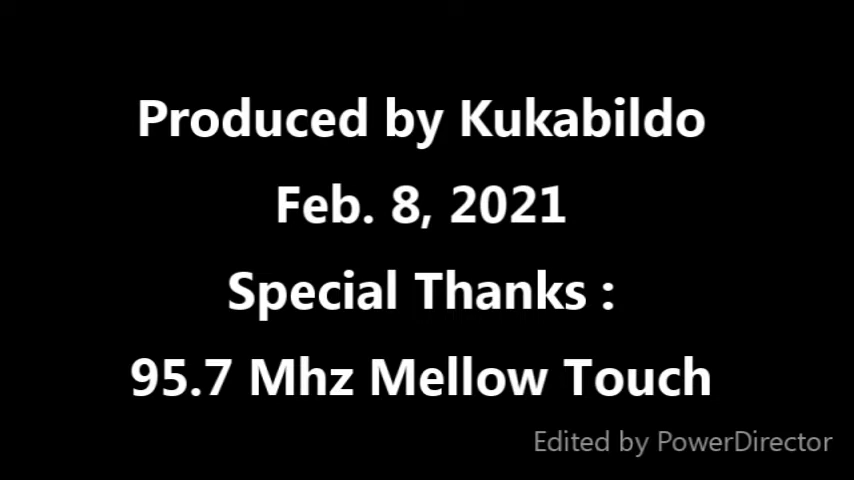 Produced by Kukabildo
Feb. 8, 2021
Special Thanks :
95.7 Mhz Mellow Touch
Edited by PowerDirector